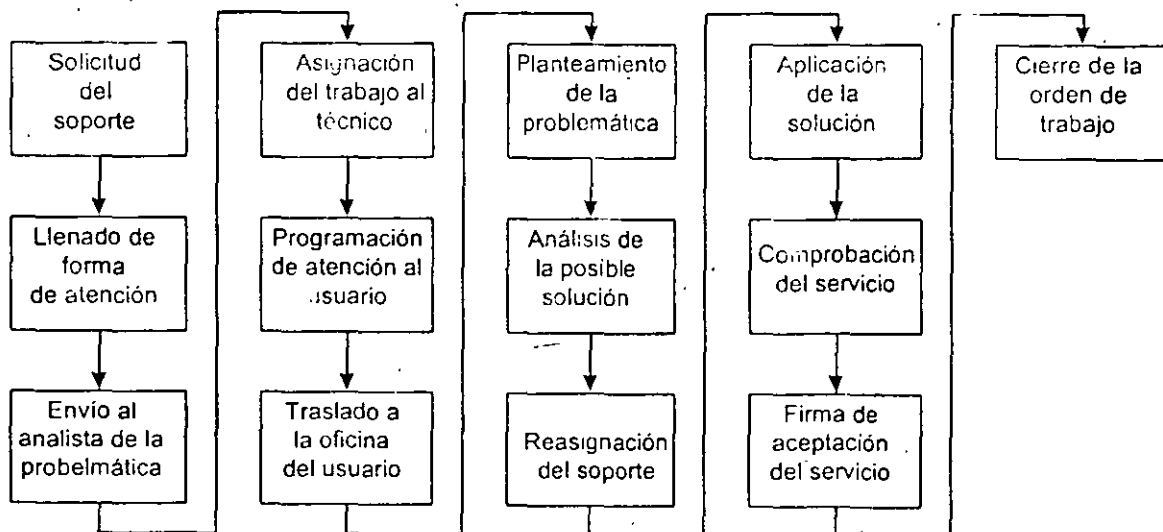 Solicitud
del
soporte
Llenado de
forma
de atención
Envío al
analista de la
probelmática
Asignación
del trabajo al
técnico
Programación
de atención al
usuario
Traslado a
la oficina
del usuario
Planteamiento
de la
problemática
Análisis de
la posible
solución
Reasignación
del soporte
Aplicación
de la
solución
Comprobación
del servicio
Firma de
aceptación
del servicio
Cierre de la
orden de
trabajo